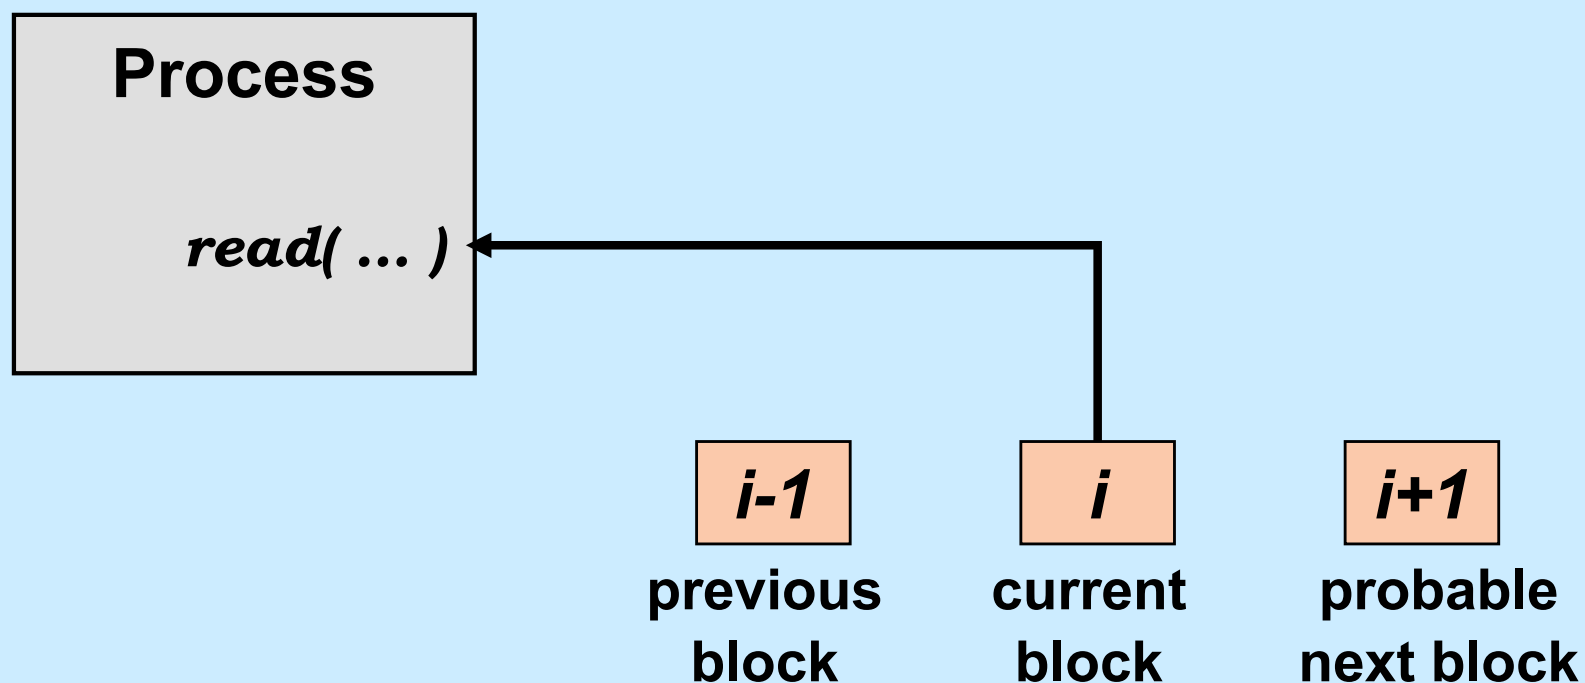 Process
read( ... )
i-1
i
i+1
previous
block
current
block
probable
next block